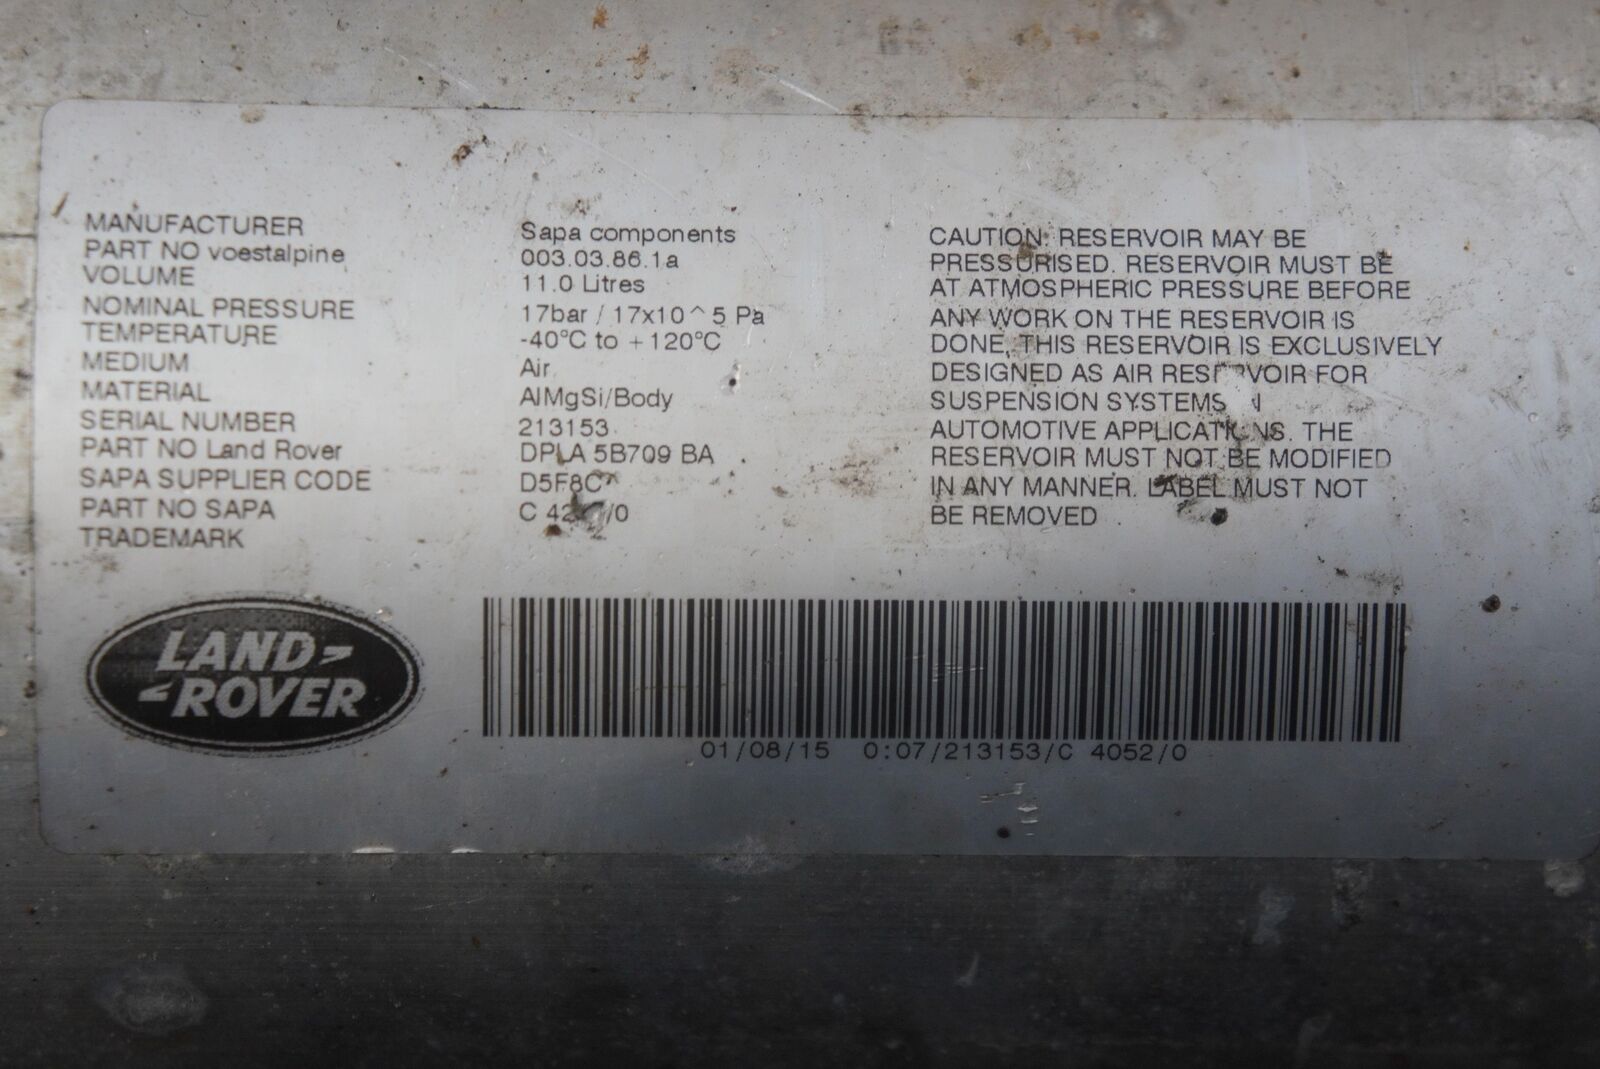 MANUFACTURER Sapa components
PART NO voestalpine 003.03.86.1a
VOLUME 11.0 Litres
NOMINAL PRESSURE 17bar / 17x10^5 Pa
TEMPERATURE -40°C to +120°C
MEDIUM Air
MATERIAL AlMgSi/Body
SERIAL NUMBER 213153
PART NO Land Rover DPLA 5B709 BA
SAPA SUPPLIER CODE
PART NO SAPA C
TRADEMARK
CAUTION: RESERVOIR MAY BE
PRESSURISED. RESERVOIR MUST BE
AT ATMOSPHERIC PRESSURE BEFORE
ANY WORK ON THE RESERVOIR IS
DONE, THIS RESERVOIR IS EXCLUSIVELY
DESIGNED AS AIR RESERVOIR FOR
SUSPENSION SYSTEMS IN
AUTOMOTIVE APPLICATIONS. THE
RESERVOIR MUST NOT BE MODIFIED
IN ANY MANNER. LABEL MUST NOT
BE REMOVED.
LAND
ROVER
01/08/15 0:07/213153/C 4052/0